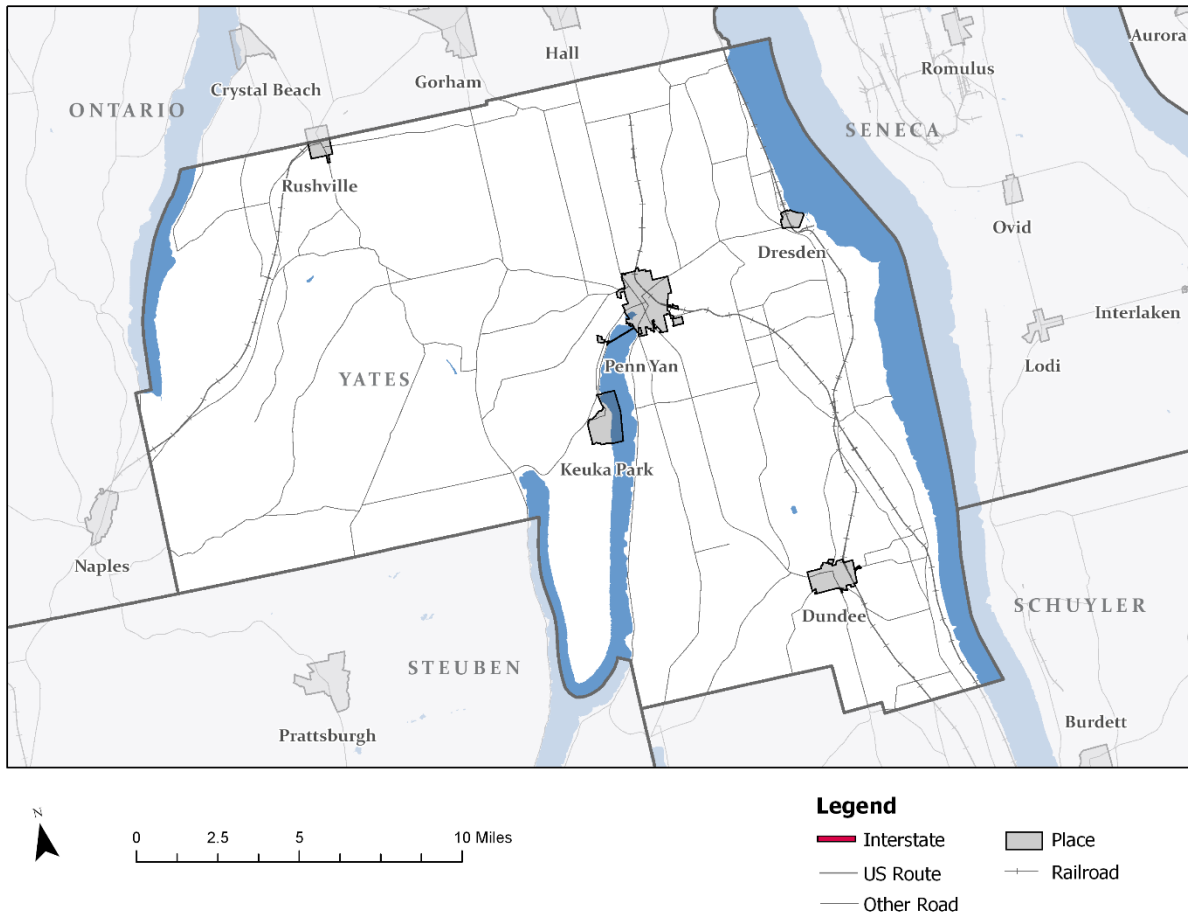 Aurora
Hall
Romulus
Gorham
Crystal Beach
ONTARIO
SENECA
Rushville
Ovid
Dresden
Interlaken
Lodi
Penn Yan
YATES
Keuka Park
Naples
SCHUYLER
Dundee
STEUBEN
Burdett
Prattsburgh
N
0 2.5 5 10 Miles
Legend
Interstate
Place
US Route
Railroad
Other Road